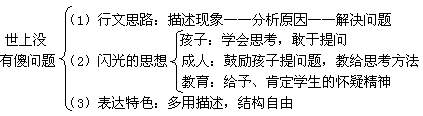 世上没
有傻问题
（1）行文思路：描述现象——分析原因——解决问题
（2）闪光的思想
孩子：学会思考，敢于提问
成人：鼓励孩子提问题，教给思考方法
教育：给予、肯定学生的怀疑精神
（3）表达特色：多用描述，结构自由